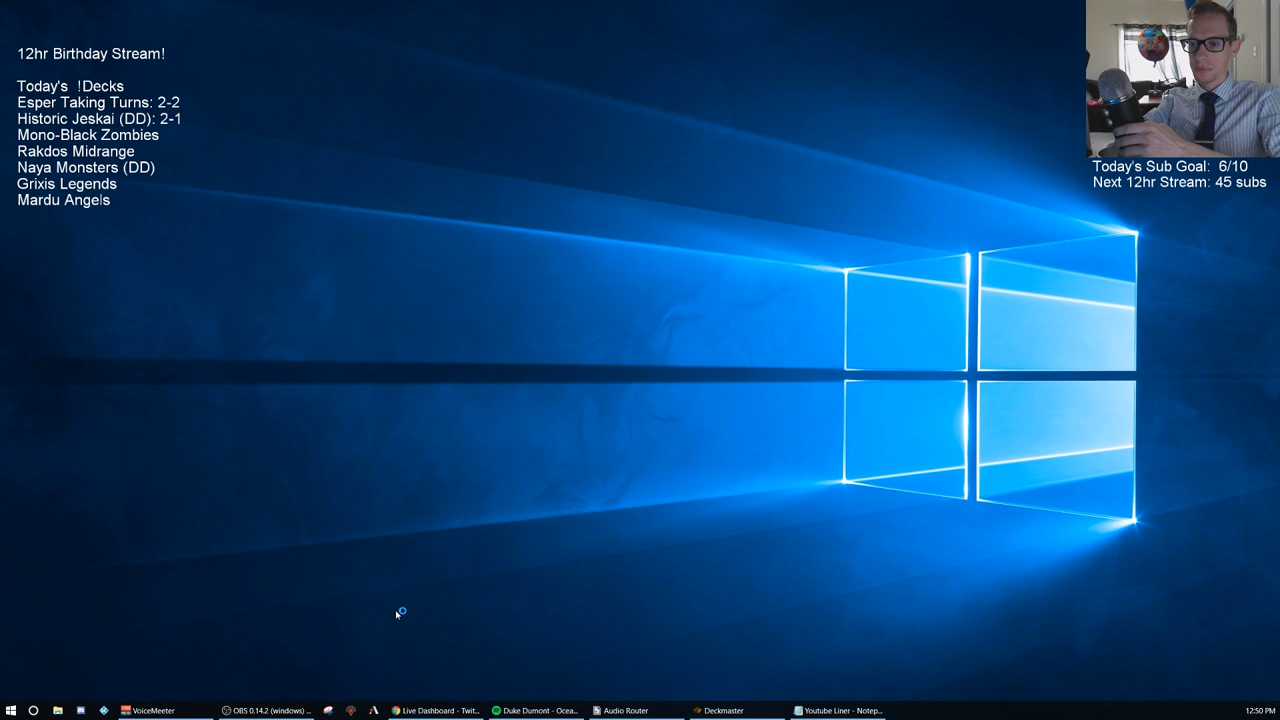 12hr Birthday Stream!
Today's !Decks
Esper Taking Turns: 2-2
Historic Jeskai (DD): 2-1
Mono-Black Zombies
Rakdos Midrange
Naya Monsters (DD)
Grixis Legends
Mardu Angels
Today's Sub Goal: 6/10
Next 12hr Stream: 45 subs
VoiceMeeter
OBS 0.14.2 (windows) ...
Live Dashboard - Twit...
Duke Dumont - Ocea...
Audio Router
Deckmaster
Youtube Liner - Notep...
12:50 PM